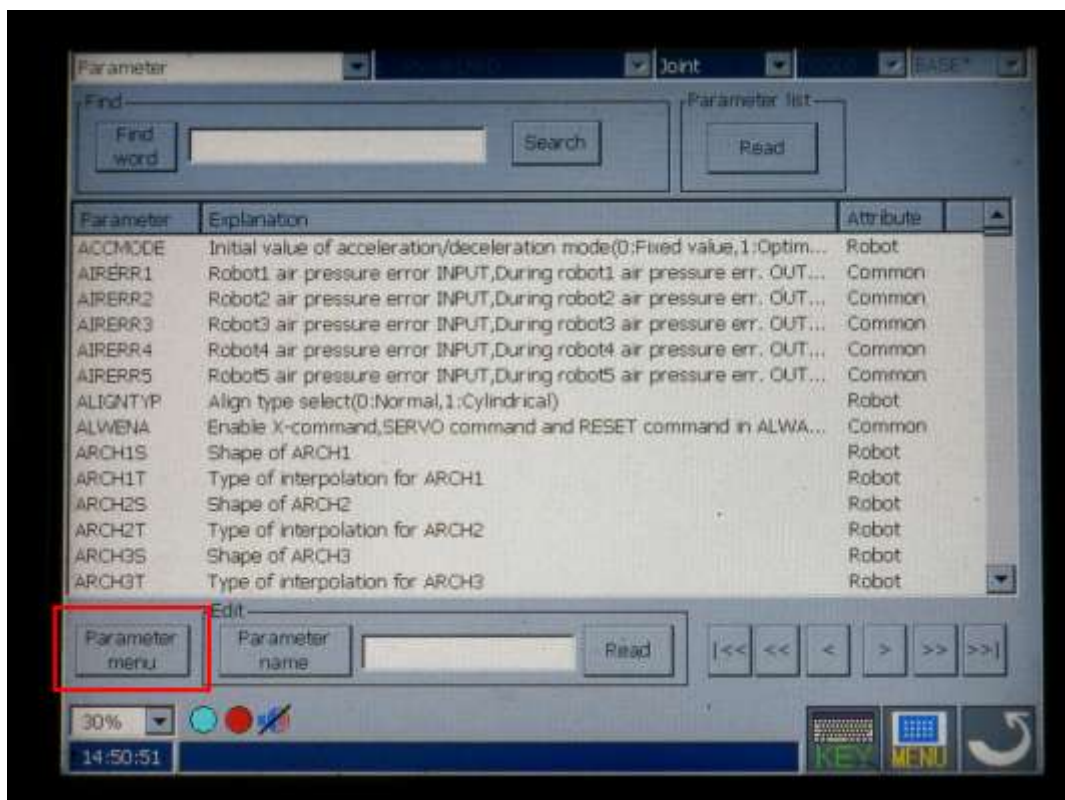 Parameter
Joint
BASE*
Find
Parameter list
Find word
Search
Read
Parameter Explanation Attribute
ACCMODE Initial value of acceleration/deceleration mode(0:Fixed value,1:Optim... Robot
AIRERR1 Robot1 air pressure error INPUT,During robot1 air pressure err. OUT... Common
AIRERR2 Robot2 air pressure error INPUT,During robot2 air pressure err. OUT... Common
AIRERR3 Robot3 air pressure error INPUT,During robot3 air pressure err. OUT... Common
AIRERR4 Robot4 air pressure error INPUT,During robot4 air pressure err. OUT... Common
AIRERR5 Robot5 air pressure error INPUT,During robot5 air pressure err. OUT... Common
ALIGNTYP Align type select(0:Normal,1:Cylindrical) Robot
ALWENA Enable X-command,SERVO command and RESET command in ALWA... Common
ARCH1S Shape of ARCH1 Robot
ARCH1T Type of interpolation for ARCH1 Robot
ARCH2S Shape of ARCH2 Robot
ARCH2T Type of interpolation for ARCH2 Robot
ARCH3S Shape of ARCH3 Robot
ARCH3T Type of interpolation for ARCH3 Robot
Edit
Parameter menu
Parameter name
Read
|<< << < > >> >>|
30%
KEY MENU
14:50:51